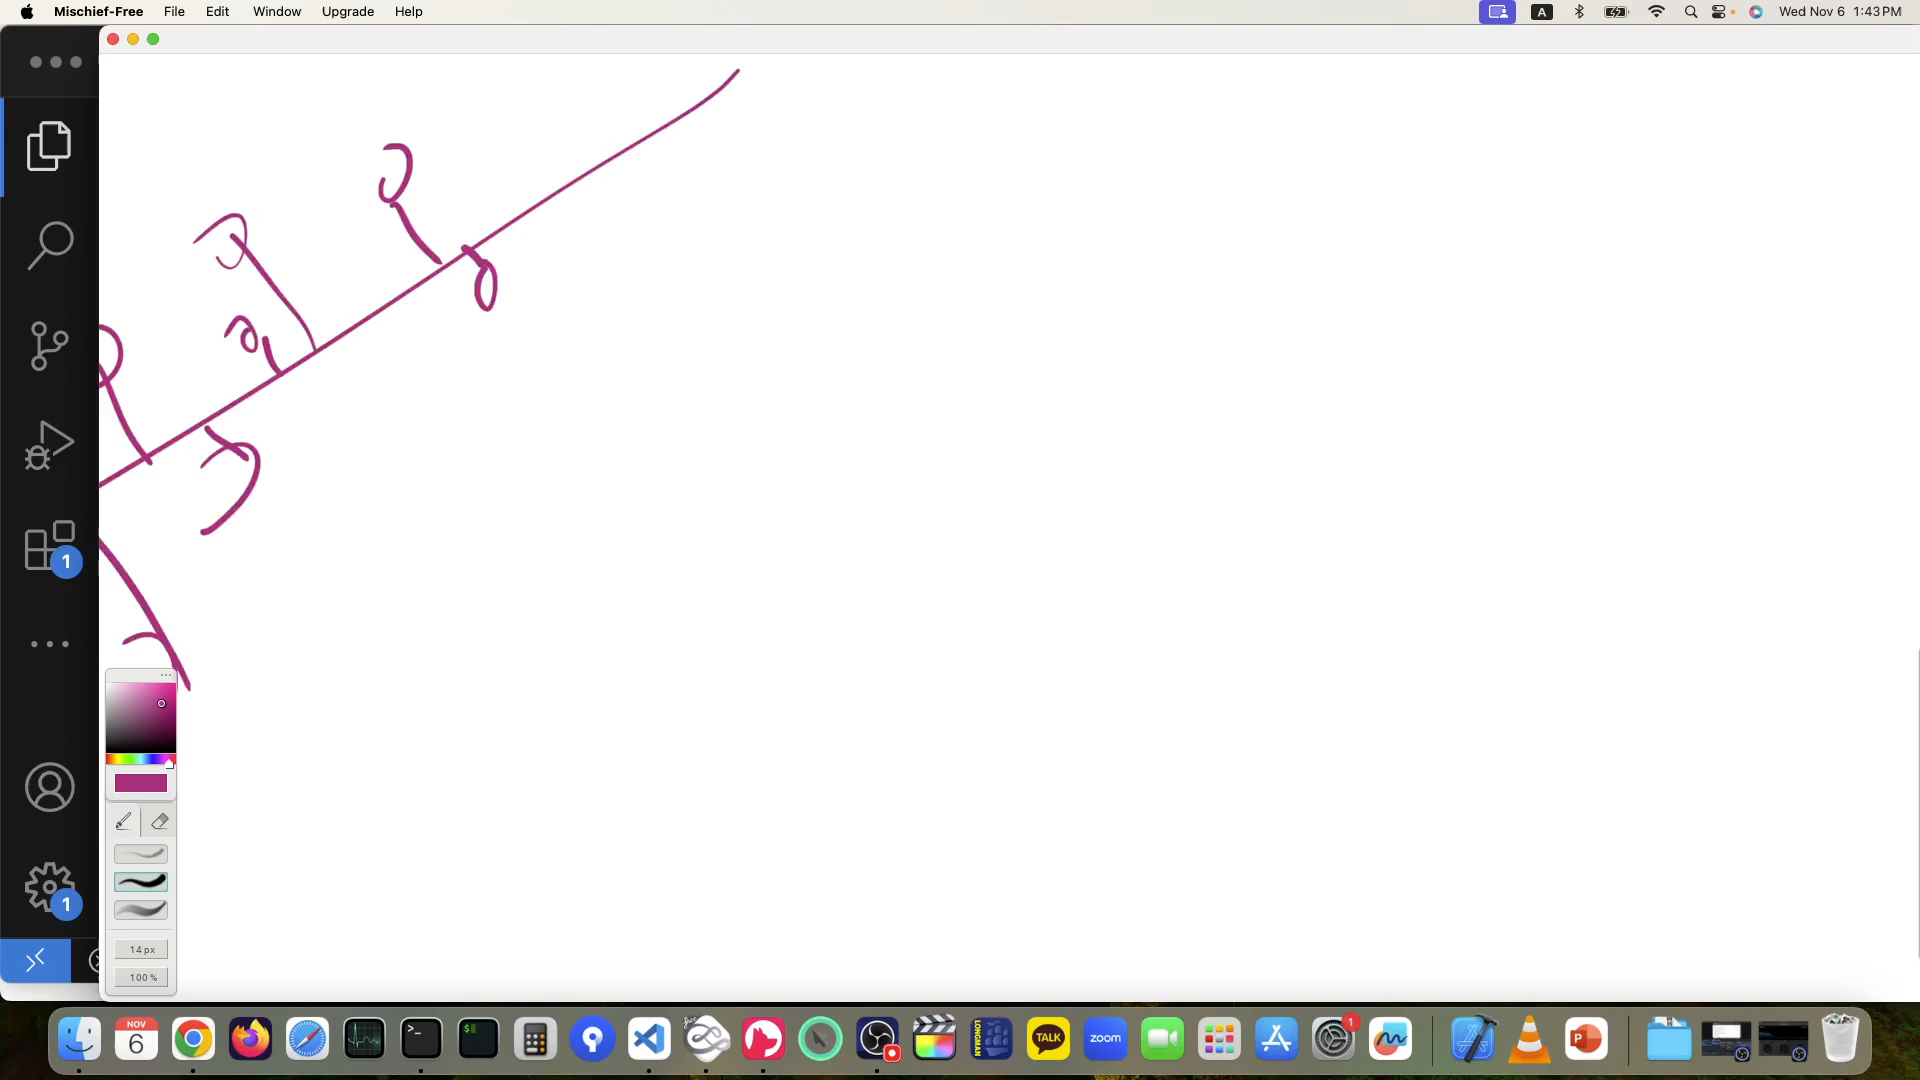 Mischief-Free File Edit Window Upgrade Help A Wed Nov 6 1:43 PM
1
1
14 px
100 %
NOV
6
>_
$
LONGMAN
TALK
zoom
1
P